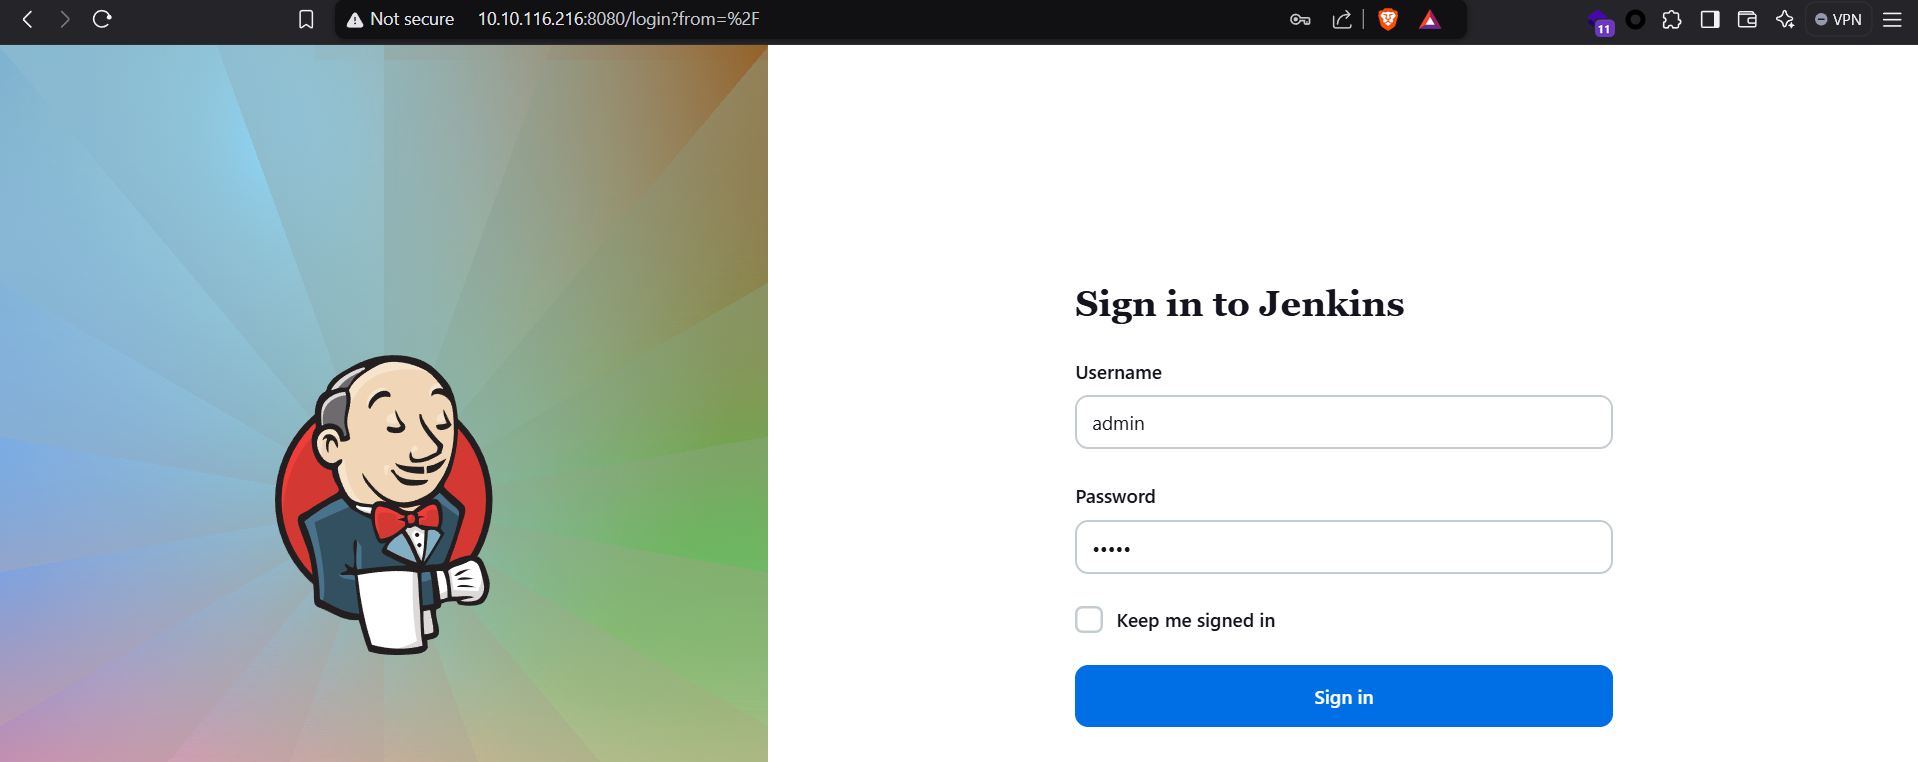 Not secure 10.10.116.216:8080/login?from=%2F
11
VPN
Sign in to Jenkins
Username
admin
Password
•••••
Keep me signed in
Sign in